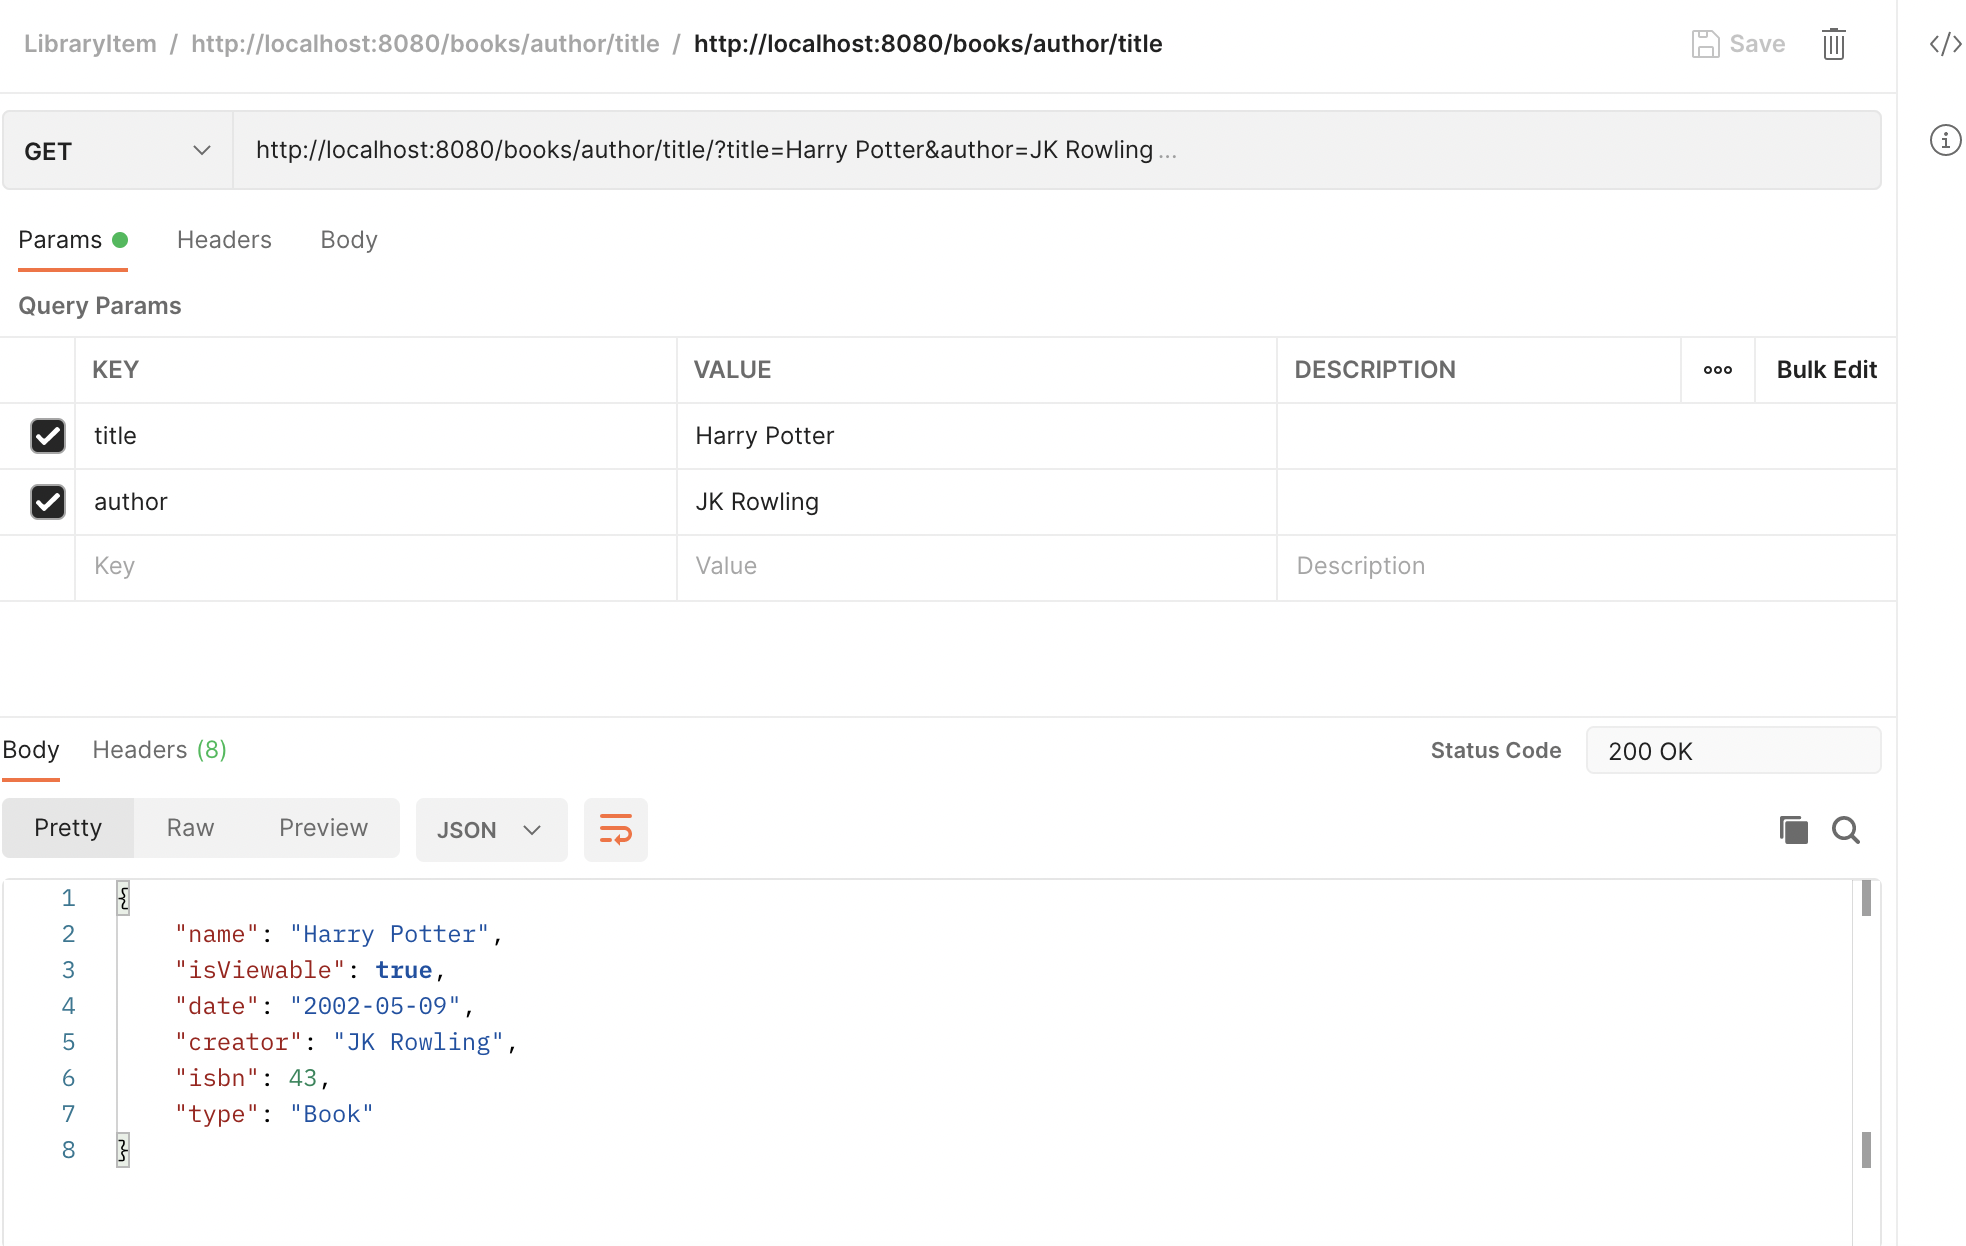 LibraryItem / http://localhost:8080/books/author/title / http://localhost:8080/books/author/title Save </>
GET http://localhost:8080/books/author/title/?title=Harry Potter&author=JK Rowling ...
Params Headers Body
Query Params
KEY VALUE DESCRIPTION ooo Bulk Edit
title Harry Potter
author JK Rowling
Key Value Description
Body Headers (8) Status Code 200 OK
Pretty Raw Preview JSON
1 {
2 "name": "Harry Potter",
3 "isViewable": true,
4 "date": "2002-05-09",
5 "creator": "JK Rowling",
6 "isbn": 43,
7 "type": "Book"
8 }